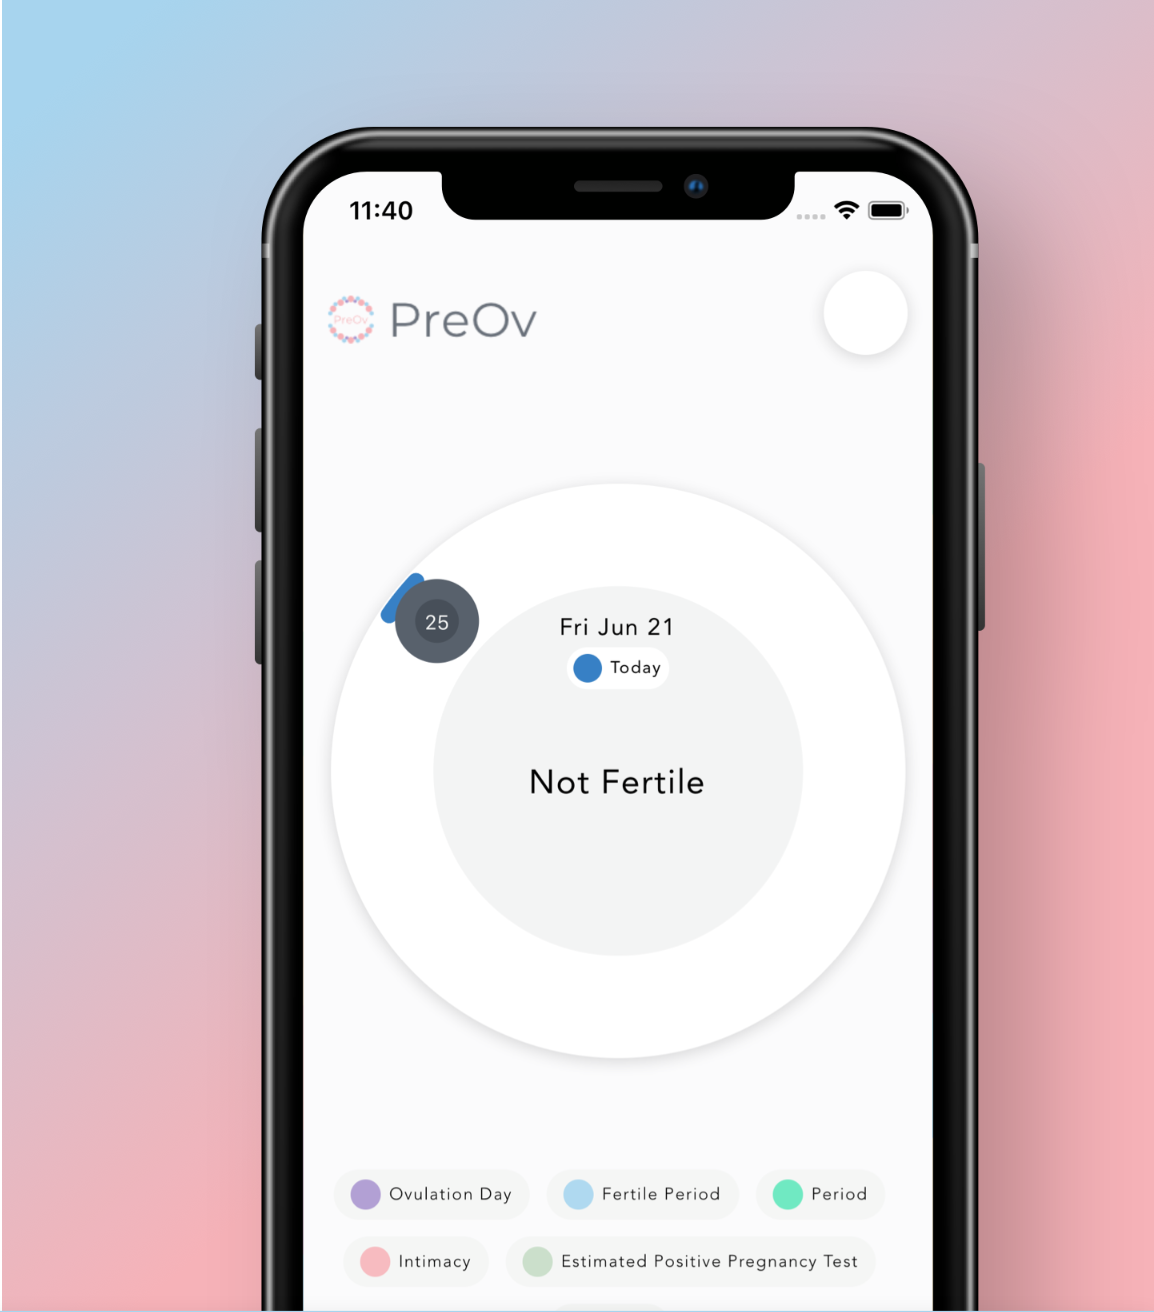 11:40
PreOv
PreOv
25
Fri Jun 21
Today
Not Fertile
Ovulation Day
Fertile Period
Period
Intimacy
Estimated Positive Pregnancy Test